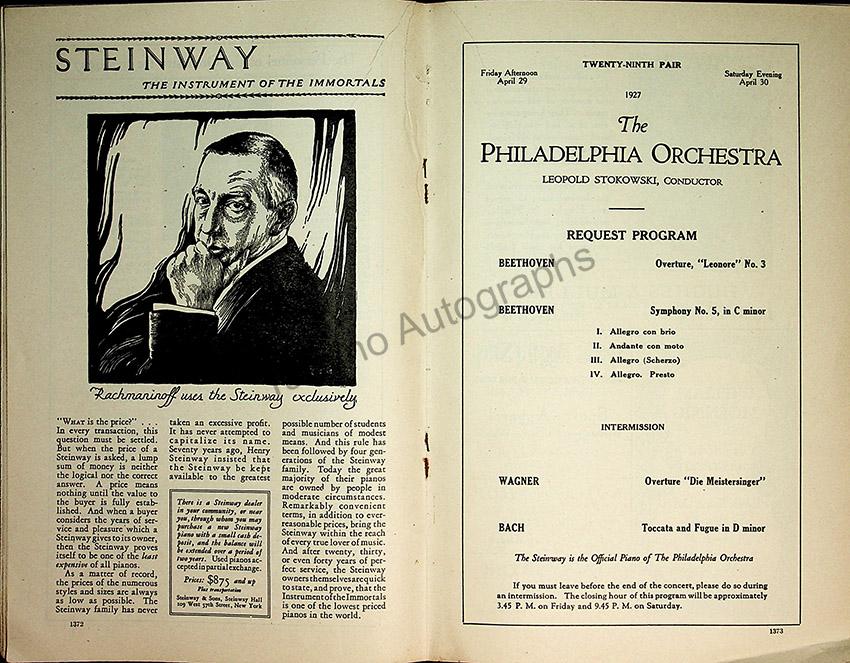 STEINWAY
THE INSTRUMENT OF THE IMMORTALS
Rachmaninoff uses the Steinway exclusively
"WHAT is the price?" . . .
In every transaction, this
question must be settled.
But when the price of a
Steinway is asked, a lump
sum of money is neither
the logical nor the correct
answer. A price means
nothing until the value to
the buyer is fully estab-
lished. And when a buyer
considers the years of ser-
vice and pleasure which a
Steinway gives to its owner,
then the Steinway proves
itself to be one of the least
expensive of all pianos.
As a matter of record,
the prices of the numerous
styles and sizes are always
as low as possible. The
Steinway family has never
taken an excessive profit.
It has never attempted to
capitalize its name.
Seventy years ago, Henry
Steinway insisted that
the Steinway be kept
available to the greatest
There is a Steinway dealer
in your community, or near
you, through whom you may
purchase a new Steinway
piano with a small cash de-
posit, and the balance will
be extended over a period of
two years. Used pianos ac-
cepted in partial exchange.
Prices: $875 and up
Plus transportation
Steinway & Sons, Steinway Hall
109 West 57th Street, New York
possible number of students
and musicians of modest
means. And this rule has
been followed by four gen-
erations of the Steinway
family. Today the great
majority of their pianos
are owned by people in
moderate circumstances.
Remarkably convenient
terms, in addition to ever-
reasonable prices, bring the
Steinway within the reach
of every true lover of music.
And after twenty, thirty,
or even forty years of per-
fect service, the Steinway
owners themselves are quick
to state, and prove, that the
Instrument of the Immortals
is one of the lowest priced
pianos in the world.
1372
TWENTY-NINTH PAIR
Friday Afternoon
April 29
Saturday Evening
April 30
1927
The
PHILADELPHIA ORCHESTRA
LEOPOLD STOKOWSKI, CONDUCTOR
REQUEST PROGRAM
BEETHOVEN Overture, "Leonore" No. 3
BEETHOVEN Symphony No. 5, in C minor
I. Allegro con brio
II. Andante con moto
III. Allegro (Scherzo)
IV. Allegro. Presto
INTERMISSION
WAGNER Overture "Die Meistersinger"
BACH Toccata and Fugue in D minor
The Steinway is the Official Piano of The Philadelphia Orchestra
If you must leave before the end of the concert, please do so during
an intermission. The closing hour of this program will be approximately
3.45 P. M. on Friday and 9.45 P. M. on Saturday.
1373
Autographs